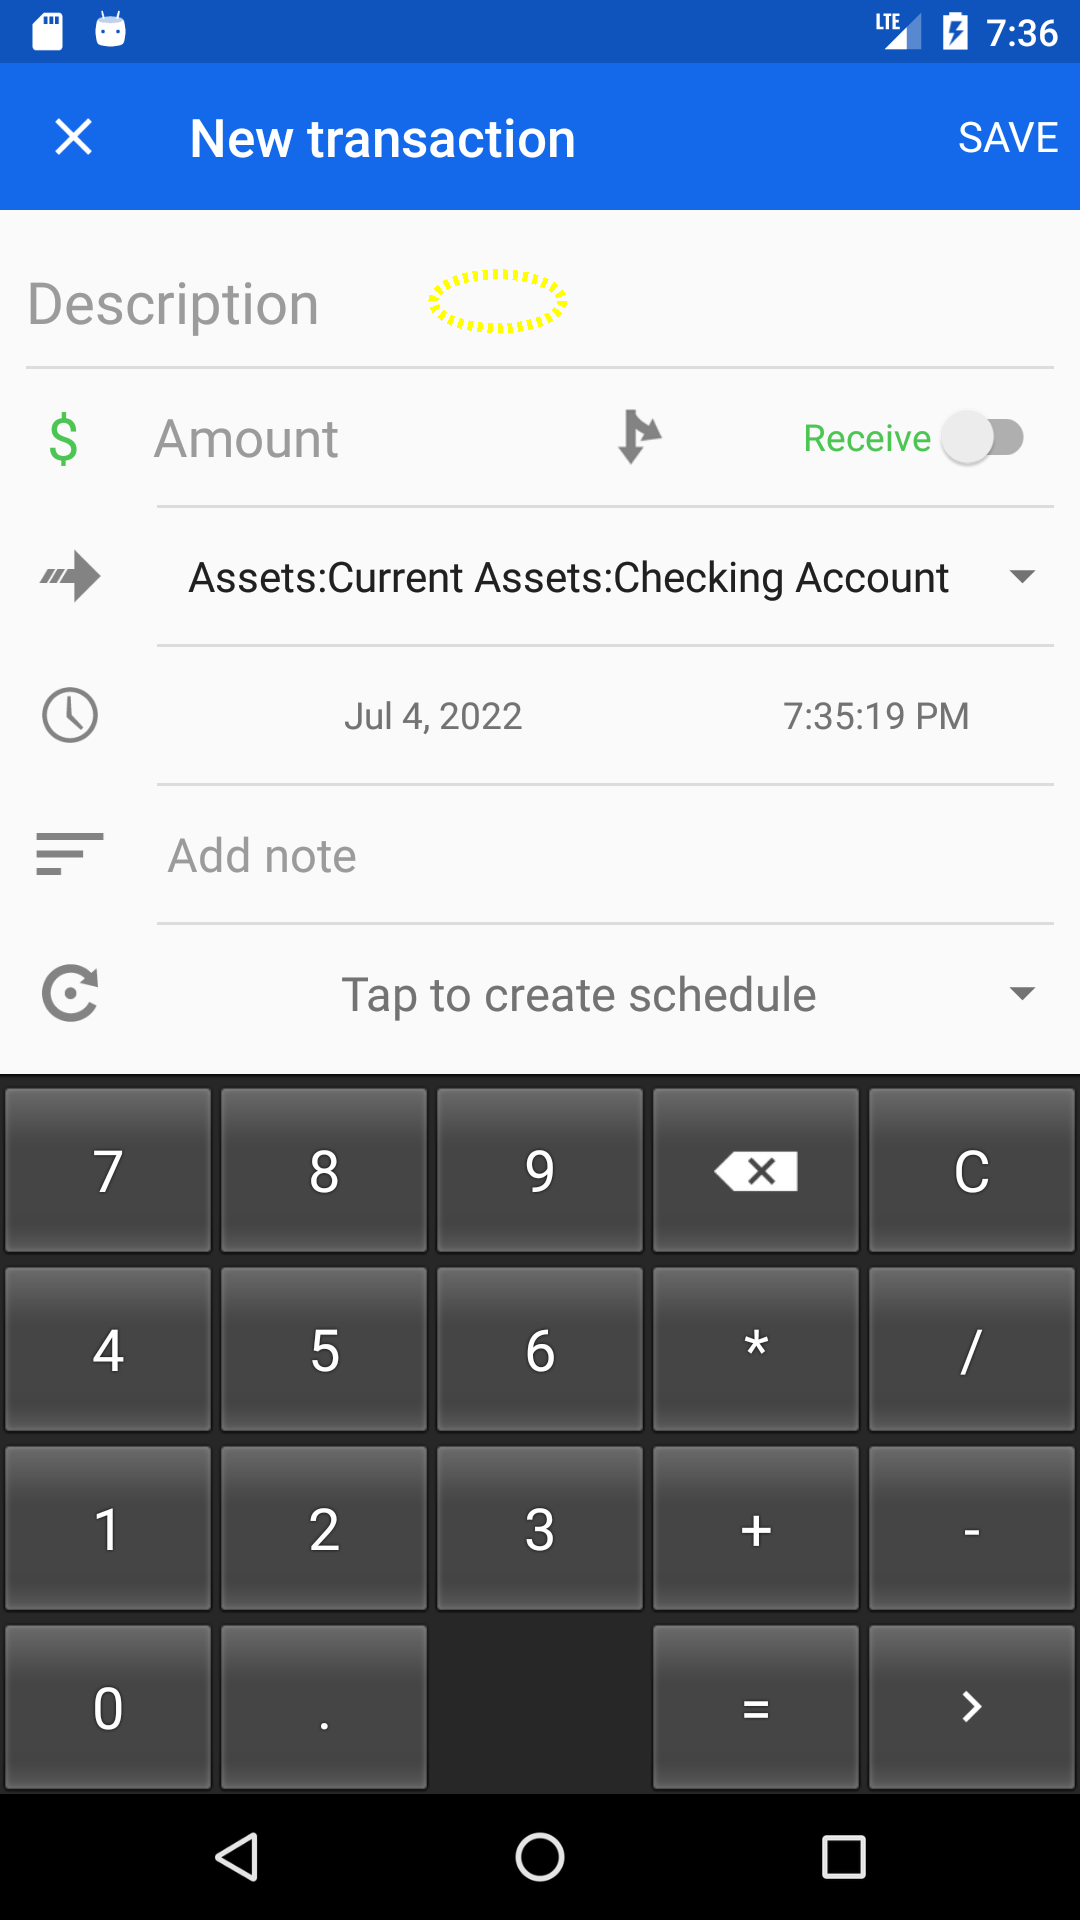 LTE 7:36
New transaction SAVE
Description
$ Amount Receive
Assets:Current Assets:Checking Account
Jul 4, 2022 7:35:19 PM
Add note
Tap to create schedule
7 8 9 C
4 5 6 * /
1 2 3 + -
0 . = >